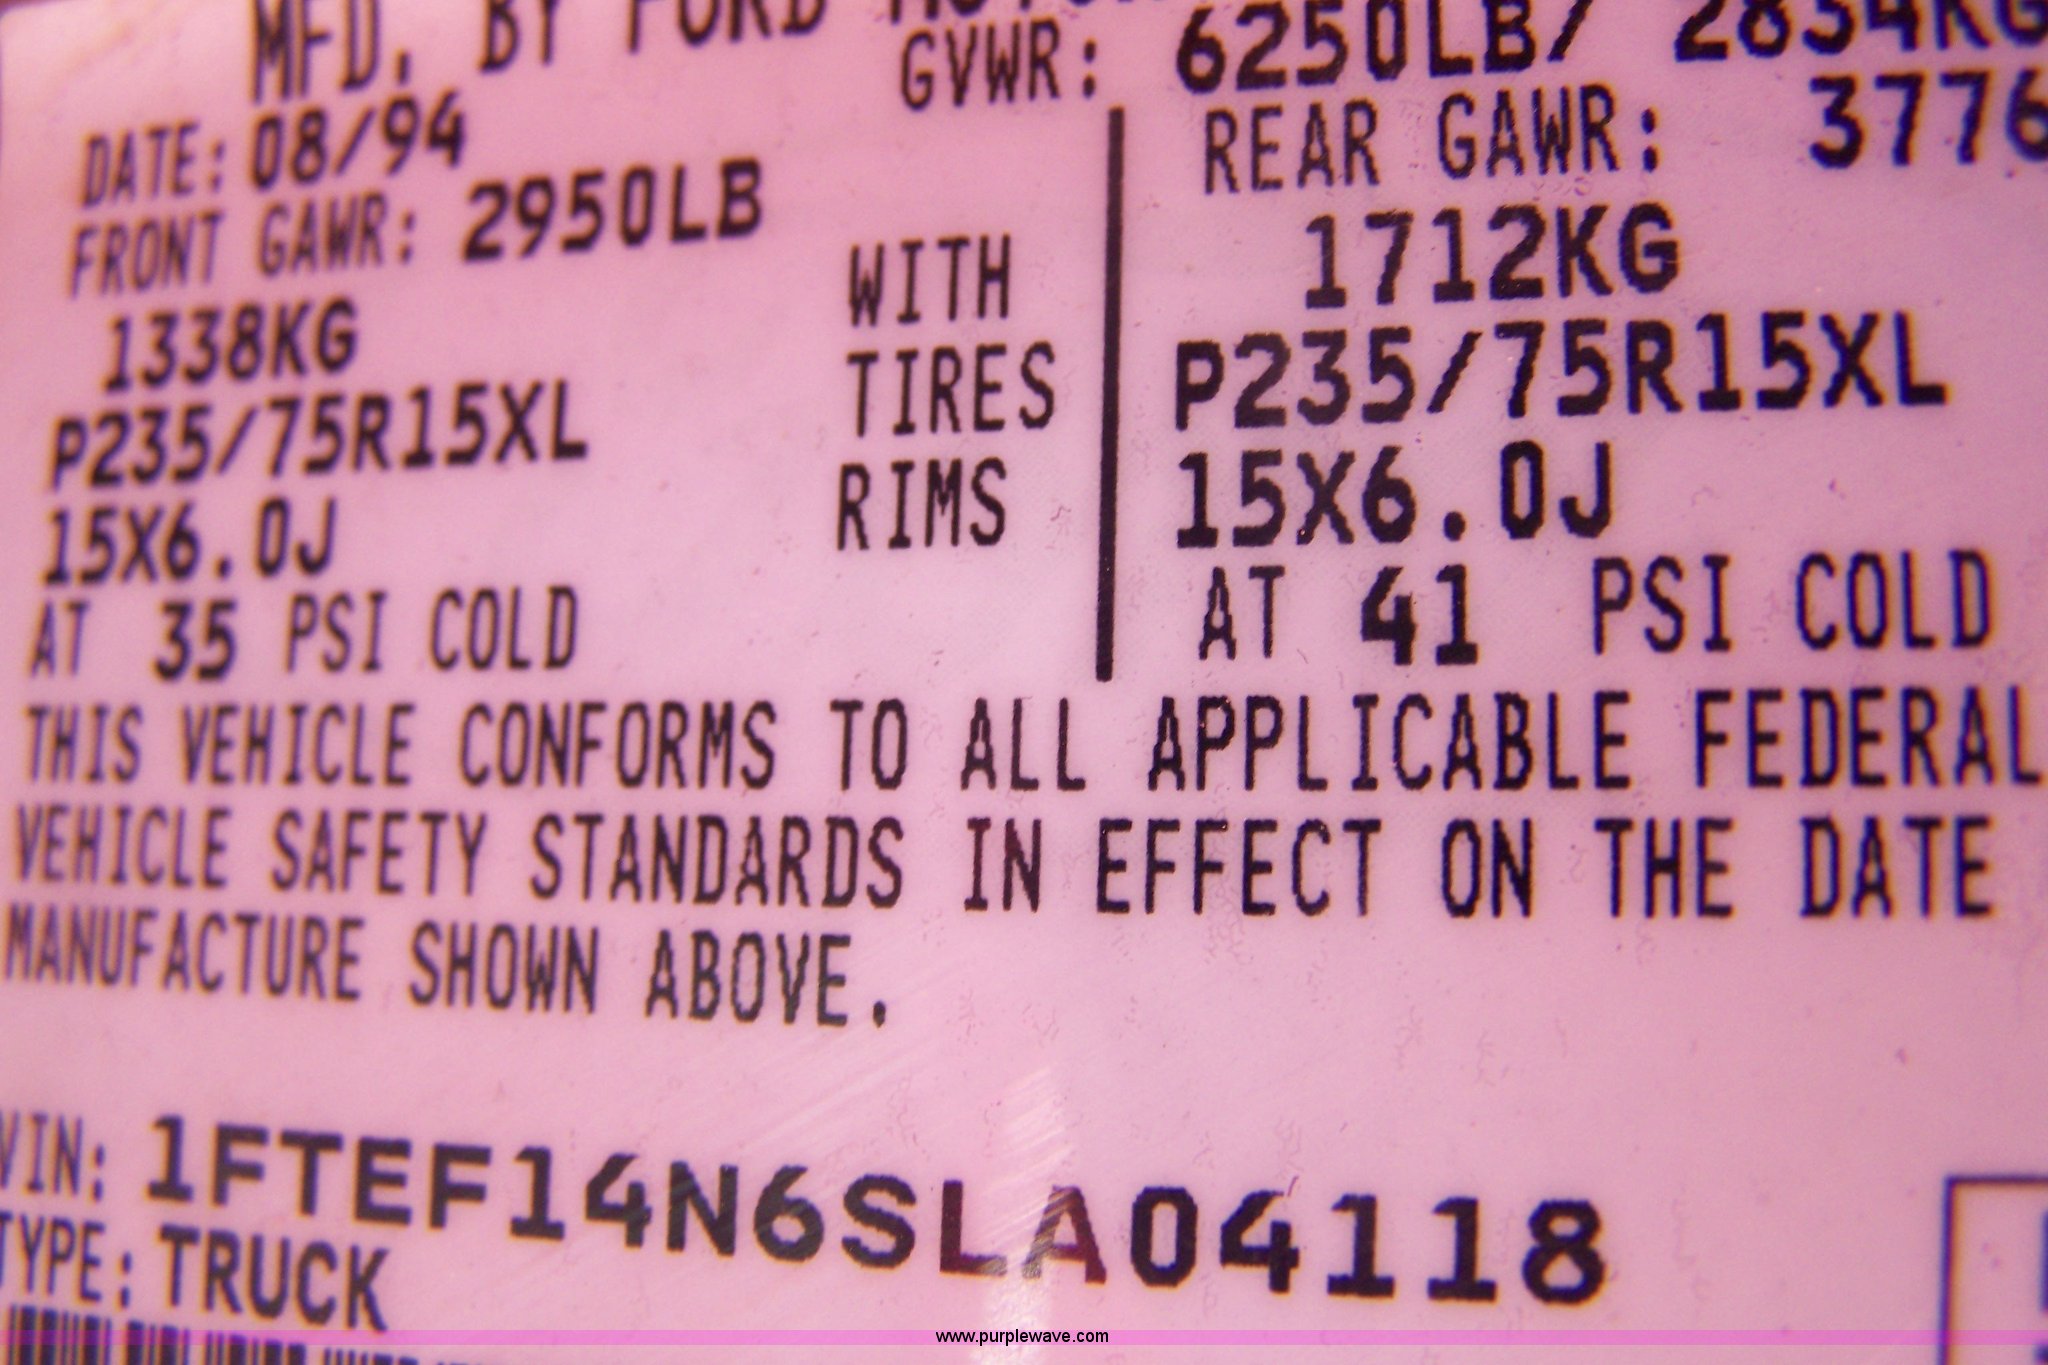 MFD. BY FORD
GVWR: 6250LB/ 2834KG
DATE: 08/94
FRONT GAWR: 2950LB
1338KG
P235/75R15XL
15X6.0J
AT 35 PSI COLD
WITH
TIRES
RIMS
REAR GAWR: 3776
1712KG
P235/75R15XL
15X6.0J
AT 41 PSI COLD
THIS VEHICLE CONFORMS TO ALL APPLICABLE FEDERAL
VEHICLE SAFETY STANDARDS IN EFFECT ON THE DATE
MANUFACTURE SHOWN ABOVE.
VIN: 1FTEF14N6SLA04118
TYPE: TRUCK
www.purplewave.com